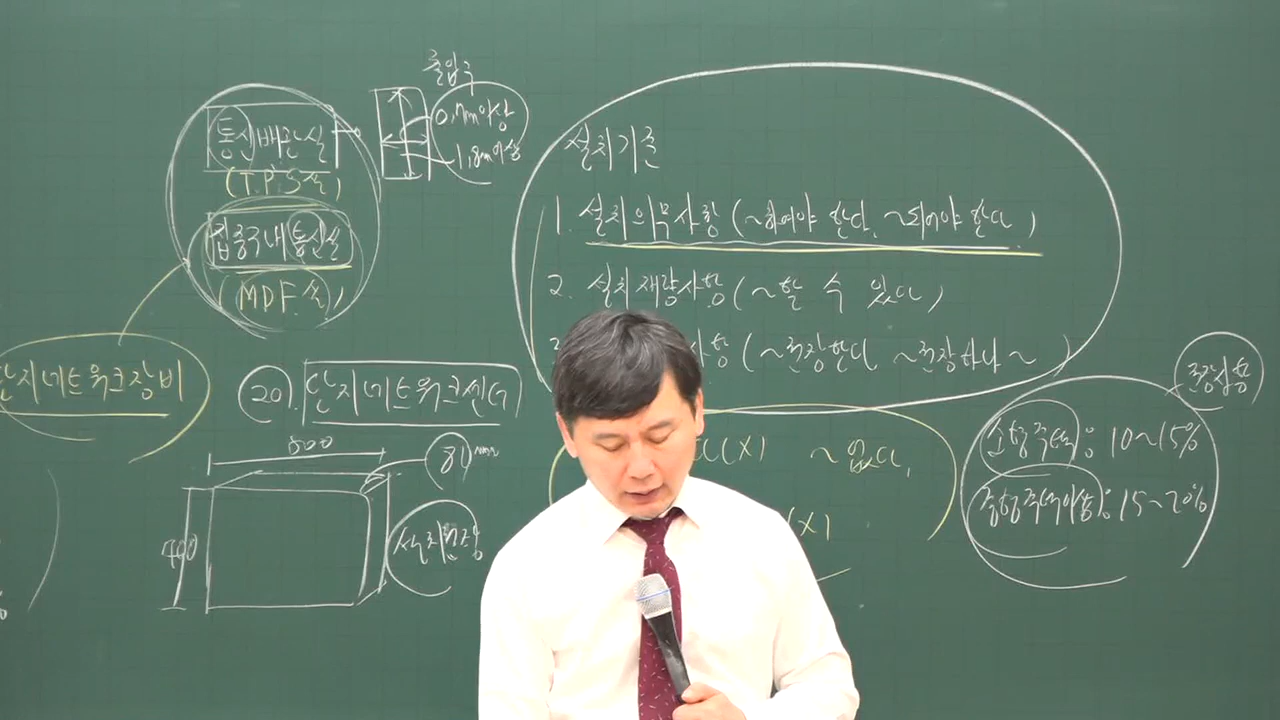 출입구
0.7m이상
1.8m이상
통신배관실
(T.P.S실)
집중구내통신실
(MDF실)
단지네트워크장비
20. 단지네트워크센터
500
80mm
400
설치권장
설치기준
1. 설치의무사항 (~하여야 한다, ~되어야 한다.)
2. 설치재량사항 (~할 수 있다)
사항 (~권장한다 ~권장하나 ~)
(X) ~있다.
(X)
권장사항
소형주택: 10~15%
중형주택이상: 15~20%